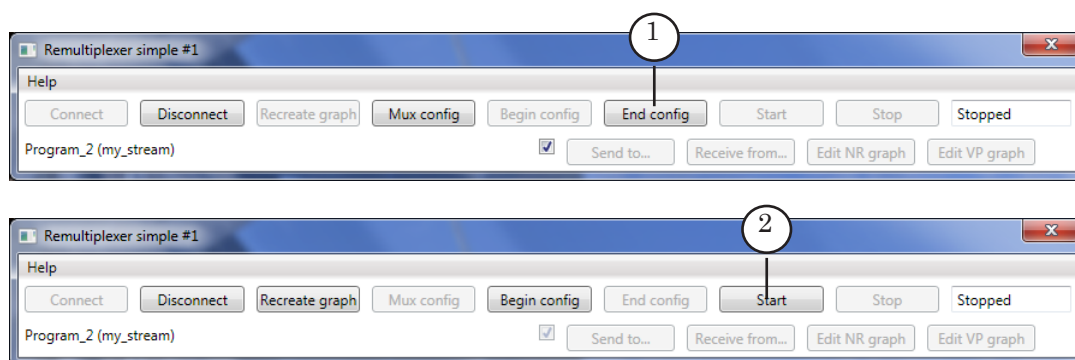 1
Remultiplexer simple #1
x
Help
Connect Disconnect Recreate graph Mux config Begin config End config Start Stop Stopped
Program_2 (my_stream) Send to... Receive from... Edit NR graph Edit VP graph
2
Remultiplexer simple #1
x
Help
Connect Disconnect Recreate graph Mux config Begin config End config Start Stop Stopped
Program_2 (my_stream) Send to... Receive from... Edit NR graph Edit VP graph